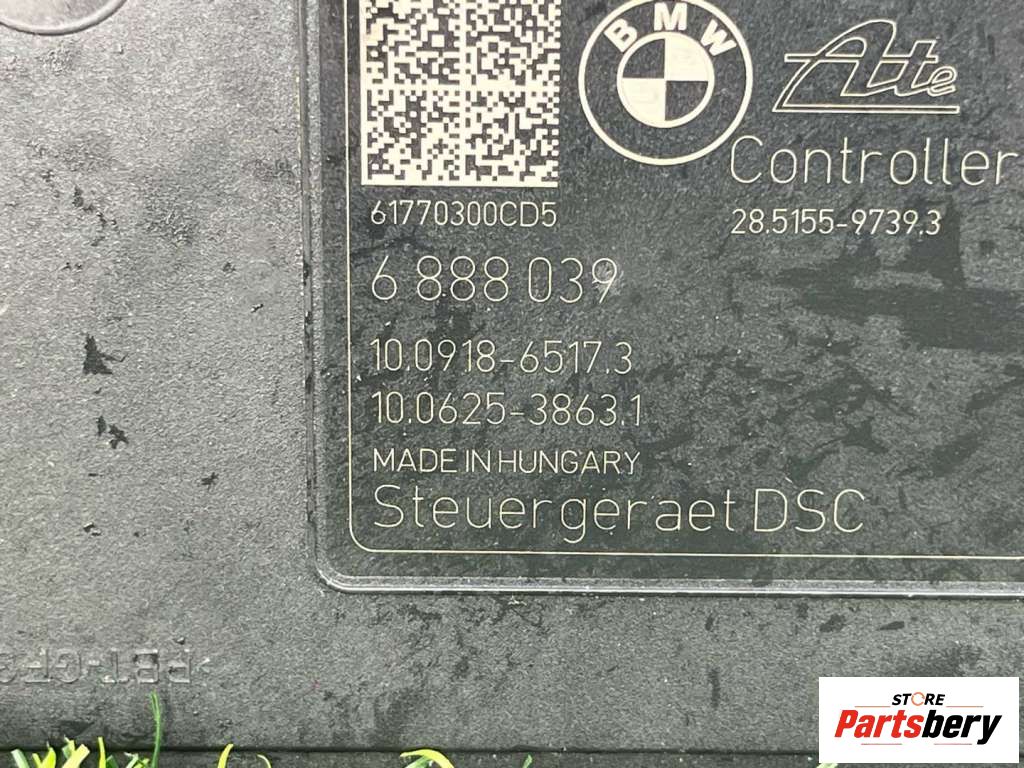 BMW
Ate
Controller
61770300CD5
28.5155-9739.3
6 888 039
10.0918-6517.3
10.0625-3863.1
MADE IN HUNGARY
Steuergeraet DSC
STORE
Partsbery